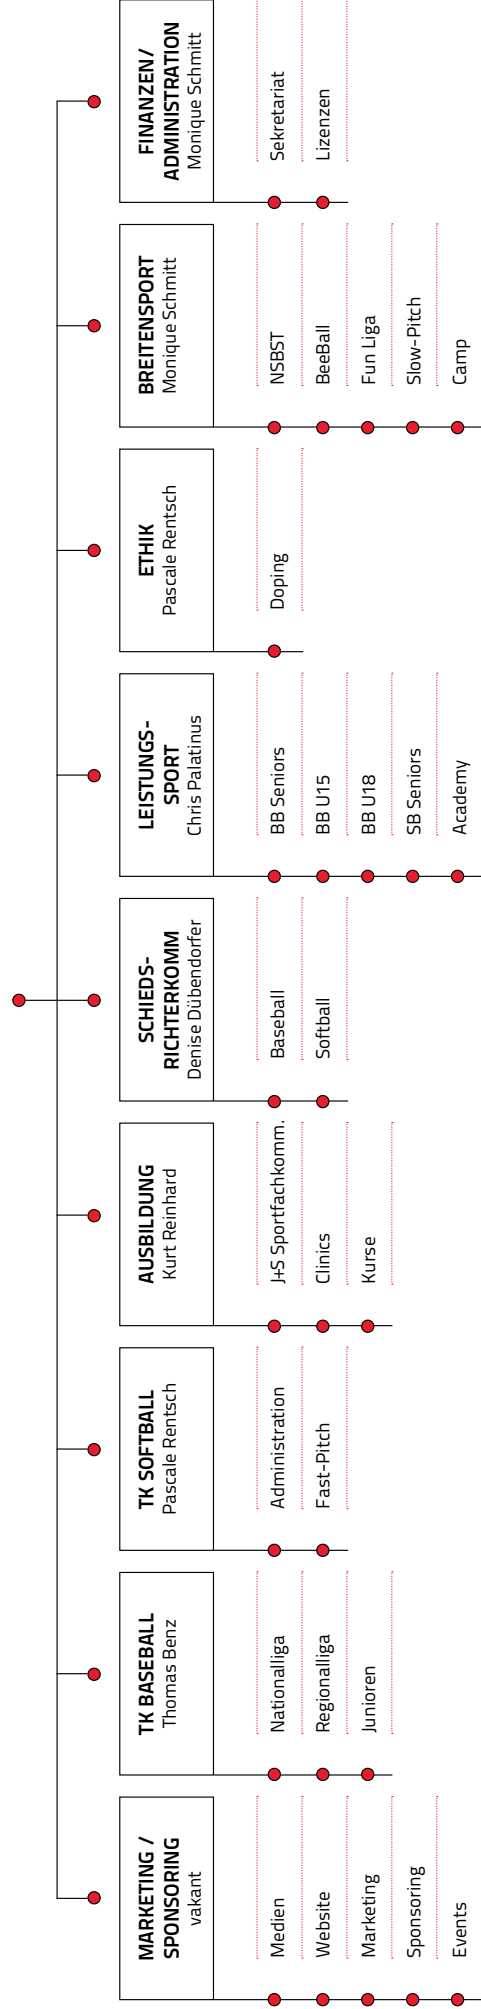 MARKETING /
SPONSORING
vakant
Medien
Website
Marketing
Sponsoring
Events
TK BASEBALL
Thomas Benz
Nationalliga
Regionalliga
Junioren
TK SOFTBALL
Pascale Rentsch
Administration
Fast-Pitch
AUSBILDUNG
Kurt Reinhard
J+S Sportfachkomm.
Clinics
Kurse
SCHIEDS-
RICHTERKOMM
Denise Dübendorfer
Baseball
Softball
LEISTUNGS-
SPORT
Chris Palatinus
BB Seniors
BB U15
BB U18
SB Seniors
Academy
ETHIK
Pascale Rentsch
Doping
BREITENSPORT
Monique Schmitt
NSBST
BeeBall
Fun Liga
Slow-Pitch
Camp
FINANZEN/
ADMINISTRATION
Monique Schmitt
Sekretariat
Lizenzen